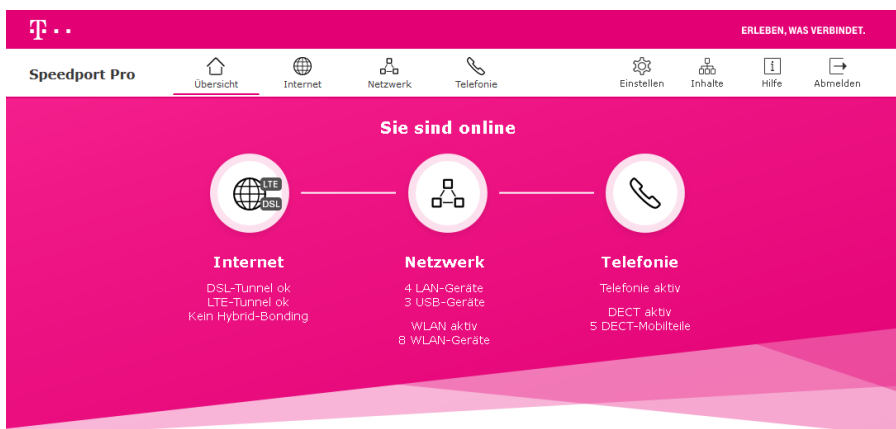 T··
ERLEBEN, WAS VERBINDET.
Speedport Pro
Übersicht
Internet
Netzwerk
Telefonie
Einstellen
Inhalte
Hilfe
Abmelden
Sie sind online
LTE
DSL
Internet
DSL-Tunnel ok
LTE-Tunnel ok
Kein Hybrid-Bonding
Netzwerk
4 LAN-Geräte
3 USB-Geräte
WLAN aktiv
8 WLAN-Geräte
Telefonie
Telefonie aktiv
DECT aktiv
5 DECT-Mobilteile